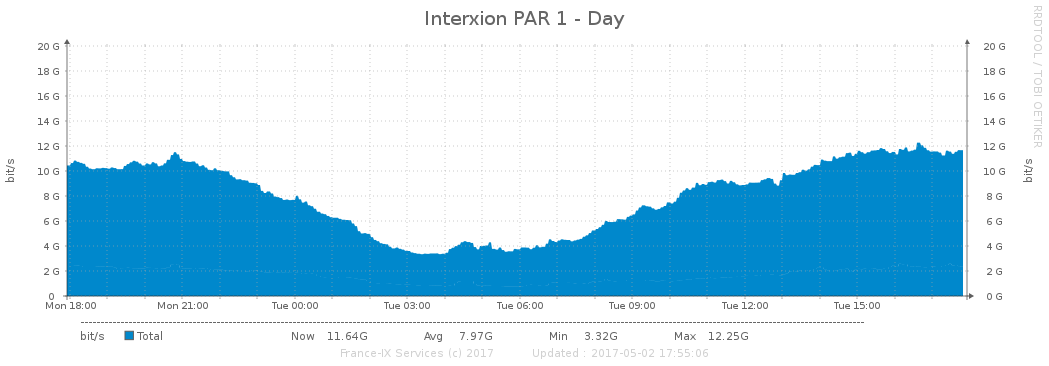 Interxion PAR 1 - Day
RRDTOOL / TOBI OETIKER
20 G 20 G
18 G 18 G
16 G 16 G
14 G 14 G
12 G 12 G
10 G 10 G
8 G 8 G
6 G 6 G
4 G 4 G
2 G 2 G
0 0 G
bit/s bit/s
Mon 18:00 Mon 21:00 Tue 00:00 Tue 03:00 Tue 06:00 Tue 09:00 Tue 12:00 Tue 15:00
bit/s Total Now 11.64G Avg 7.97G Min 3.32G Max 12.25G
France-IX Services (c) 2017 Updated : 2017-05-02 17:55:06